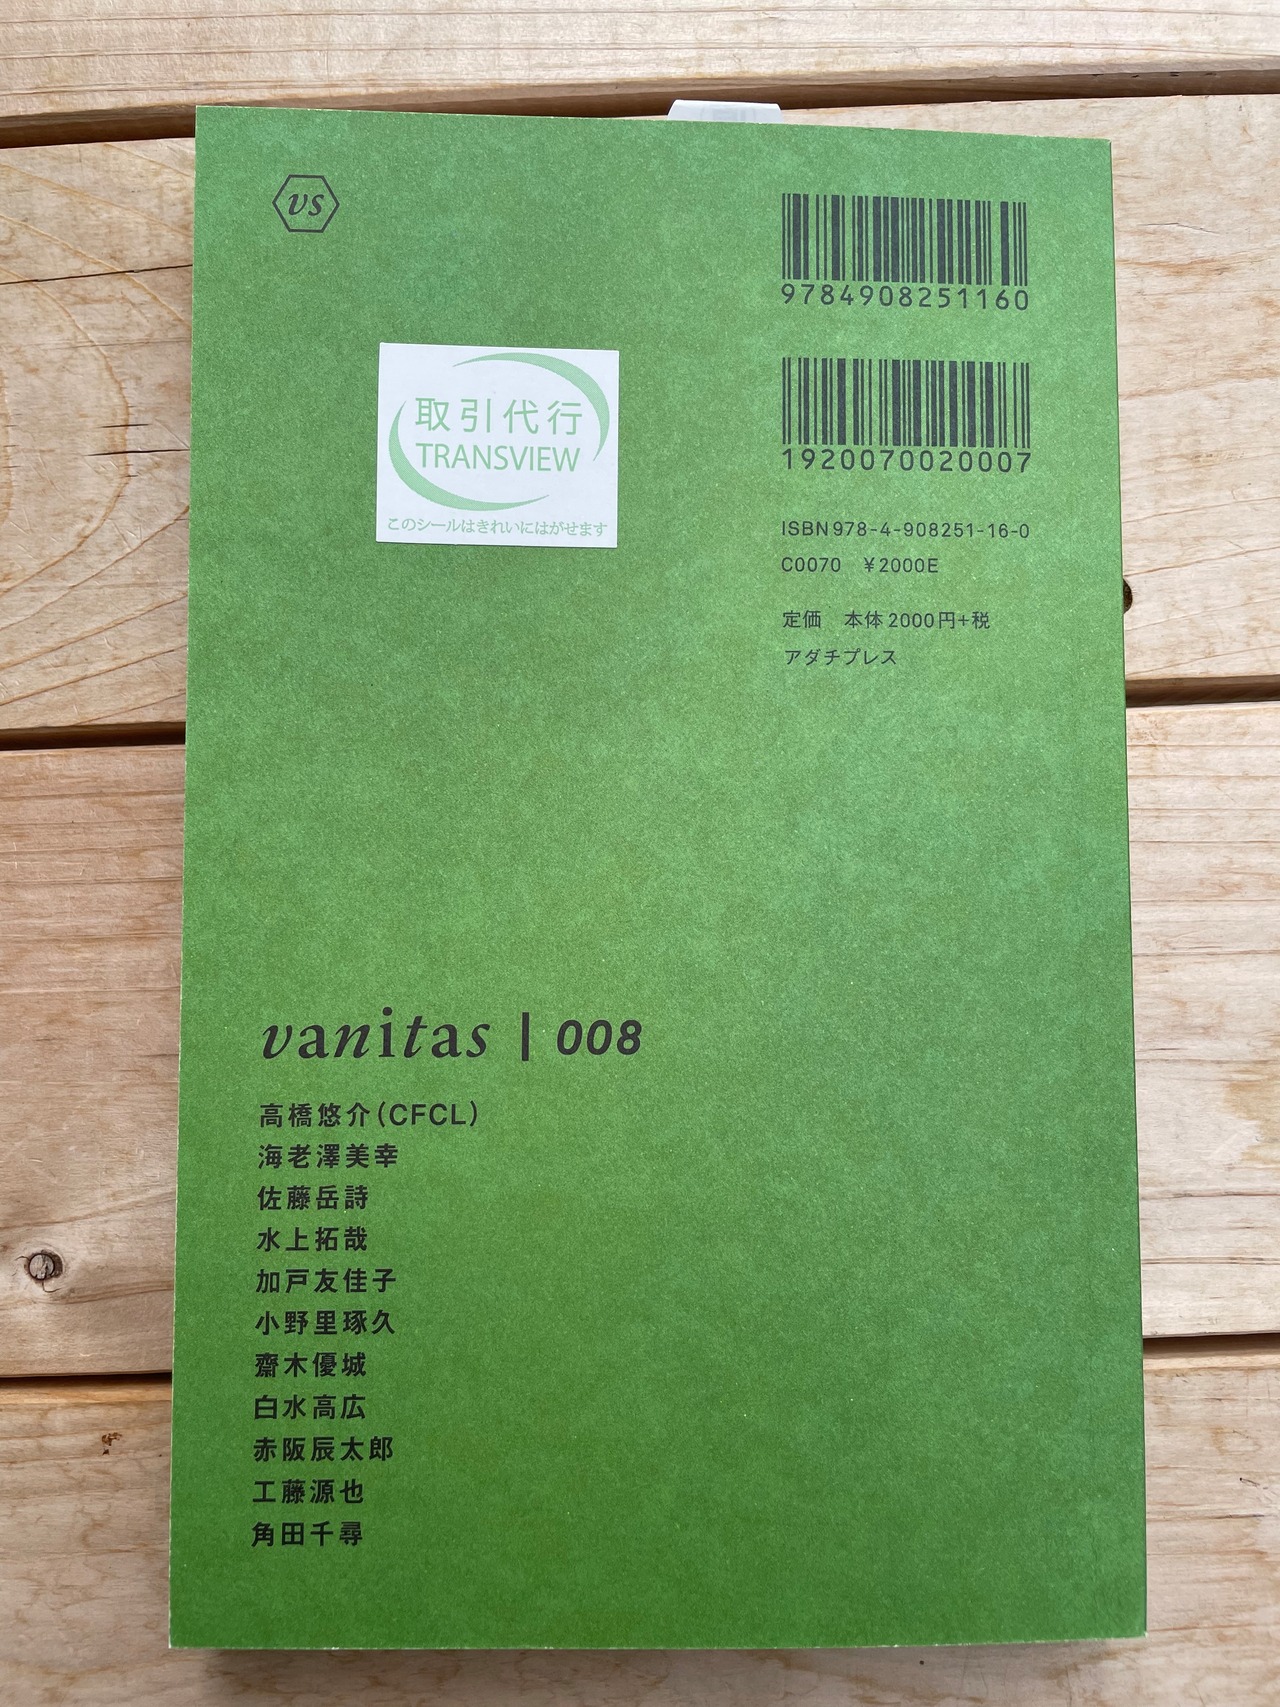 vs
9784908251160
取引代行
TRANSVIEW
このシールはきれいにはがせます
1920070020007
ISBN978-4-908251-16-0
C0070 ¥2000E
定価 本体2000円+税
アダチプレス
vanitas | 008
高橋悠介(CFCL)
海老澤美幸
佐藤岳詩
水上拓哉
加戸友佳子
小野里琢久
齋木優城
白水高広
赤阪辰太郎
工藤源也
角田千尋